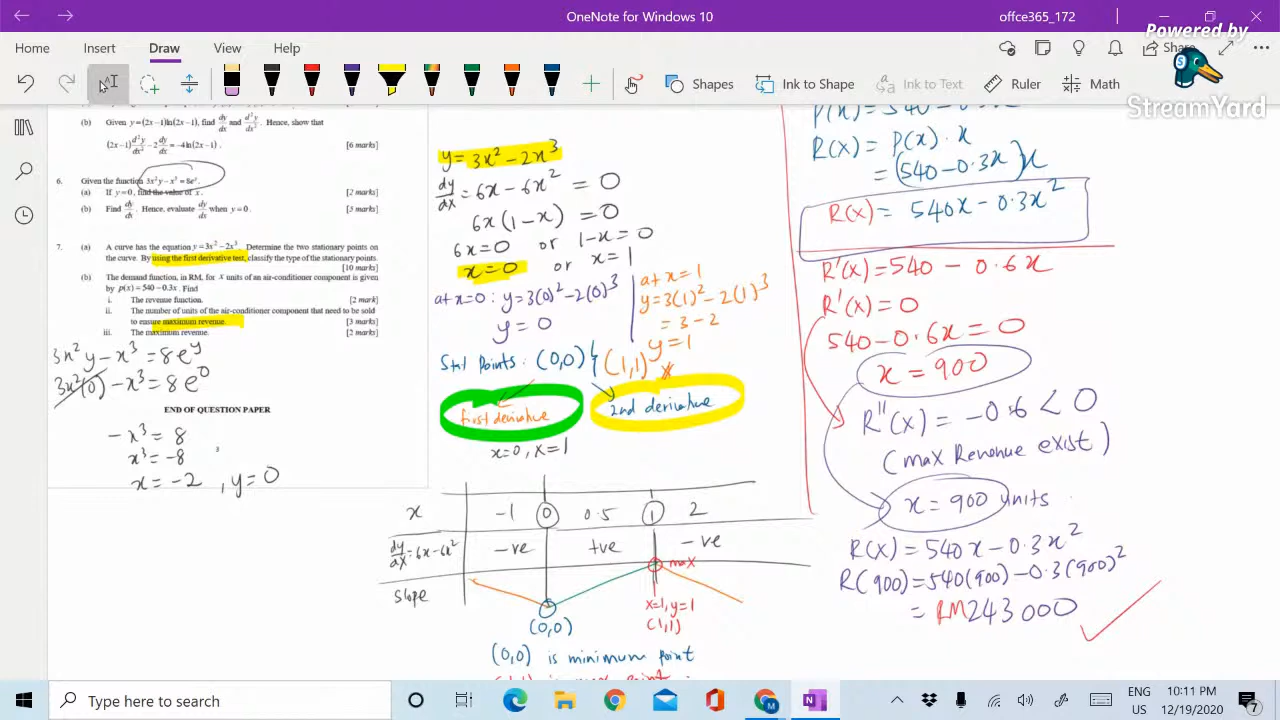 OneNote for Windows 10
offce365_172
Powered by
StreamYard
Home Insert Draw View Help
Share
Shapes
Ink to Shape
Ink to Text
Ruler
Math
(b) Given y=(2x-1)ln(2x-1), find dy/dx and d²y/dx². Hence, show that
(2x-1)d²y/dx² -2dy/dx=-4ln(2x-1). [6 marks]
6. Given the function 3x²y-x³=8e^y.
(a) If y=0, find the value of x. [2 marks]
(b) Find dy/dx. Hence, evaluate dy/dx when y=0. [5 marks]
7. (a) A curve has the equation y=3x²-2x³. Determine the two stationary points on
the curve. By using the first derivative test, classify the type of the stationary points.
[10 marks]
(b) The demand function, in RM, for x units of an air-conditioner component is given
by p(x)=540-0.3x. Find
i. The revenue function. [2 mark]
ii. The number of units of the air-conditioner component that need to be sold
to ensure maximum revenue. [3 marks]
iii. The maximum revenue. [2 marks]
3x²y - x³ = 8e^y
3x²(0) - x³ = 8e⁰
END OF QUESTION PAPER
-x³ = 8
x³ = -8
x = -2 , y = 0
y = 3x² - 2x³
dy/dx = 6x - 6x² = 0
6x(1-x) = 0
6x = 0 or 1-x = 0
x = 0 or x = 1
at x=0 : y = 3(0)² - 2(0)³
y = 0
at x = 1
y = 3(1)² - 2(1)³
= 3 - 2
y = 1
Stat Points: (0,0) & (1,1)
first derivative
2nd derivative
x=0, x=1
x -1 0 0.5 1 2
dy/dx = 6x-6x² -ve +ve -ve
max
slope
x=1, y=1
(0,0)
(1,1)
(0,0) is minimum point
P(x) = 540 - 0.3x
R(x) = P(x) · x
= (540-0.3x)x
R(x) = 540x - 0.3x²
R'(x) = 540 - 0.6x
R'(x) = 0
540 - 0.6x = 0
x = 900
R''(x) = -0.6 < 0
(max Revenue exist)
x = 900 units
R(x) = 540x - 0.3x²
R(900) = 540(900) - 0.3(900)²
= RM243 000
Type here to search
ENG
US
10:11 PM
12/19/2020
7